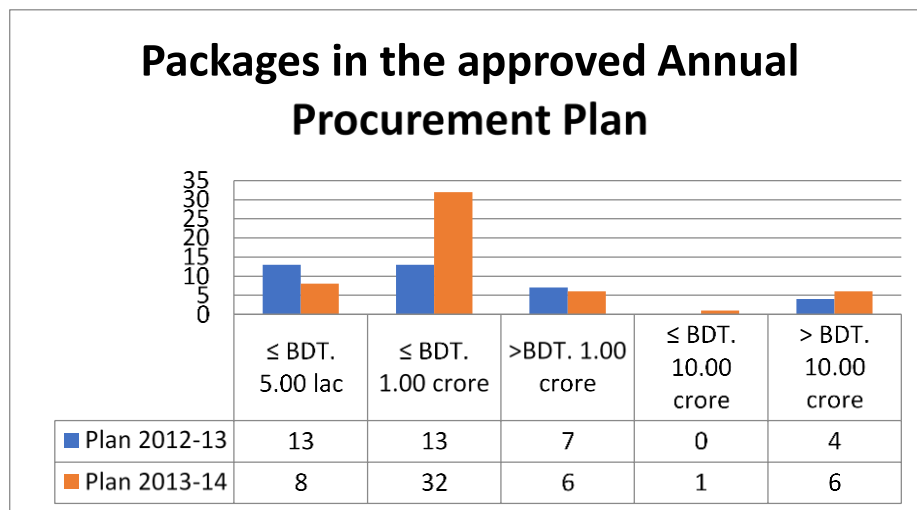 Packages in the approved Annual
Procurement Plan
35
30
25
20
15
10
5
0
≤ BDT.
5.00 lac
≤ BDT.
1.00 crore
>BDT. 1.00
crore
≤ BDT.
10.00
crore
> BDT.
10.00
crore
Plan 2012-13 13 13 7 0 4
Plan 2013-14 8 32 6 1 6